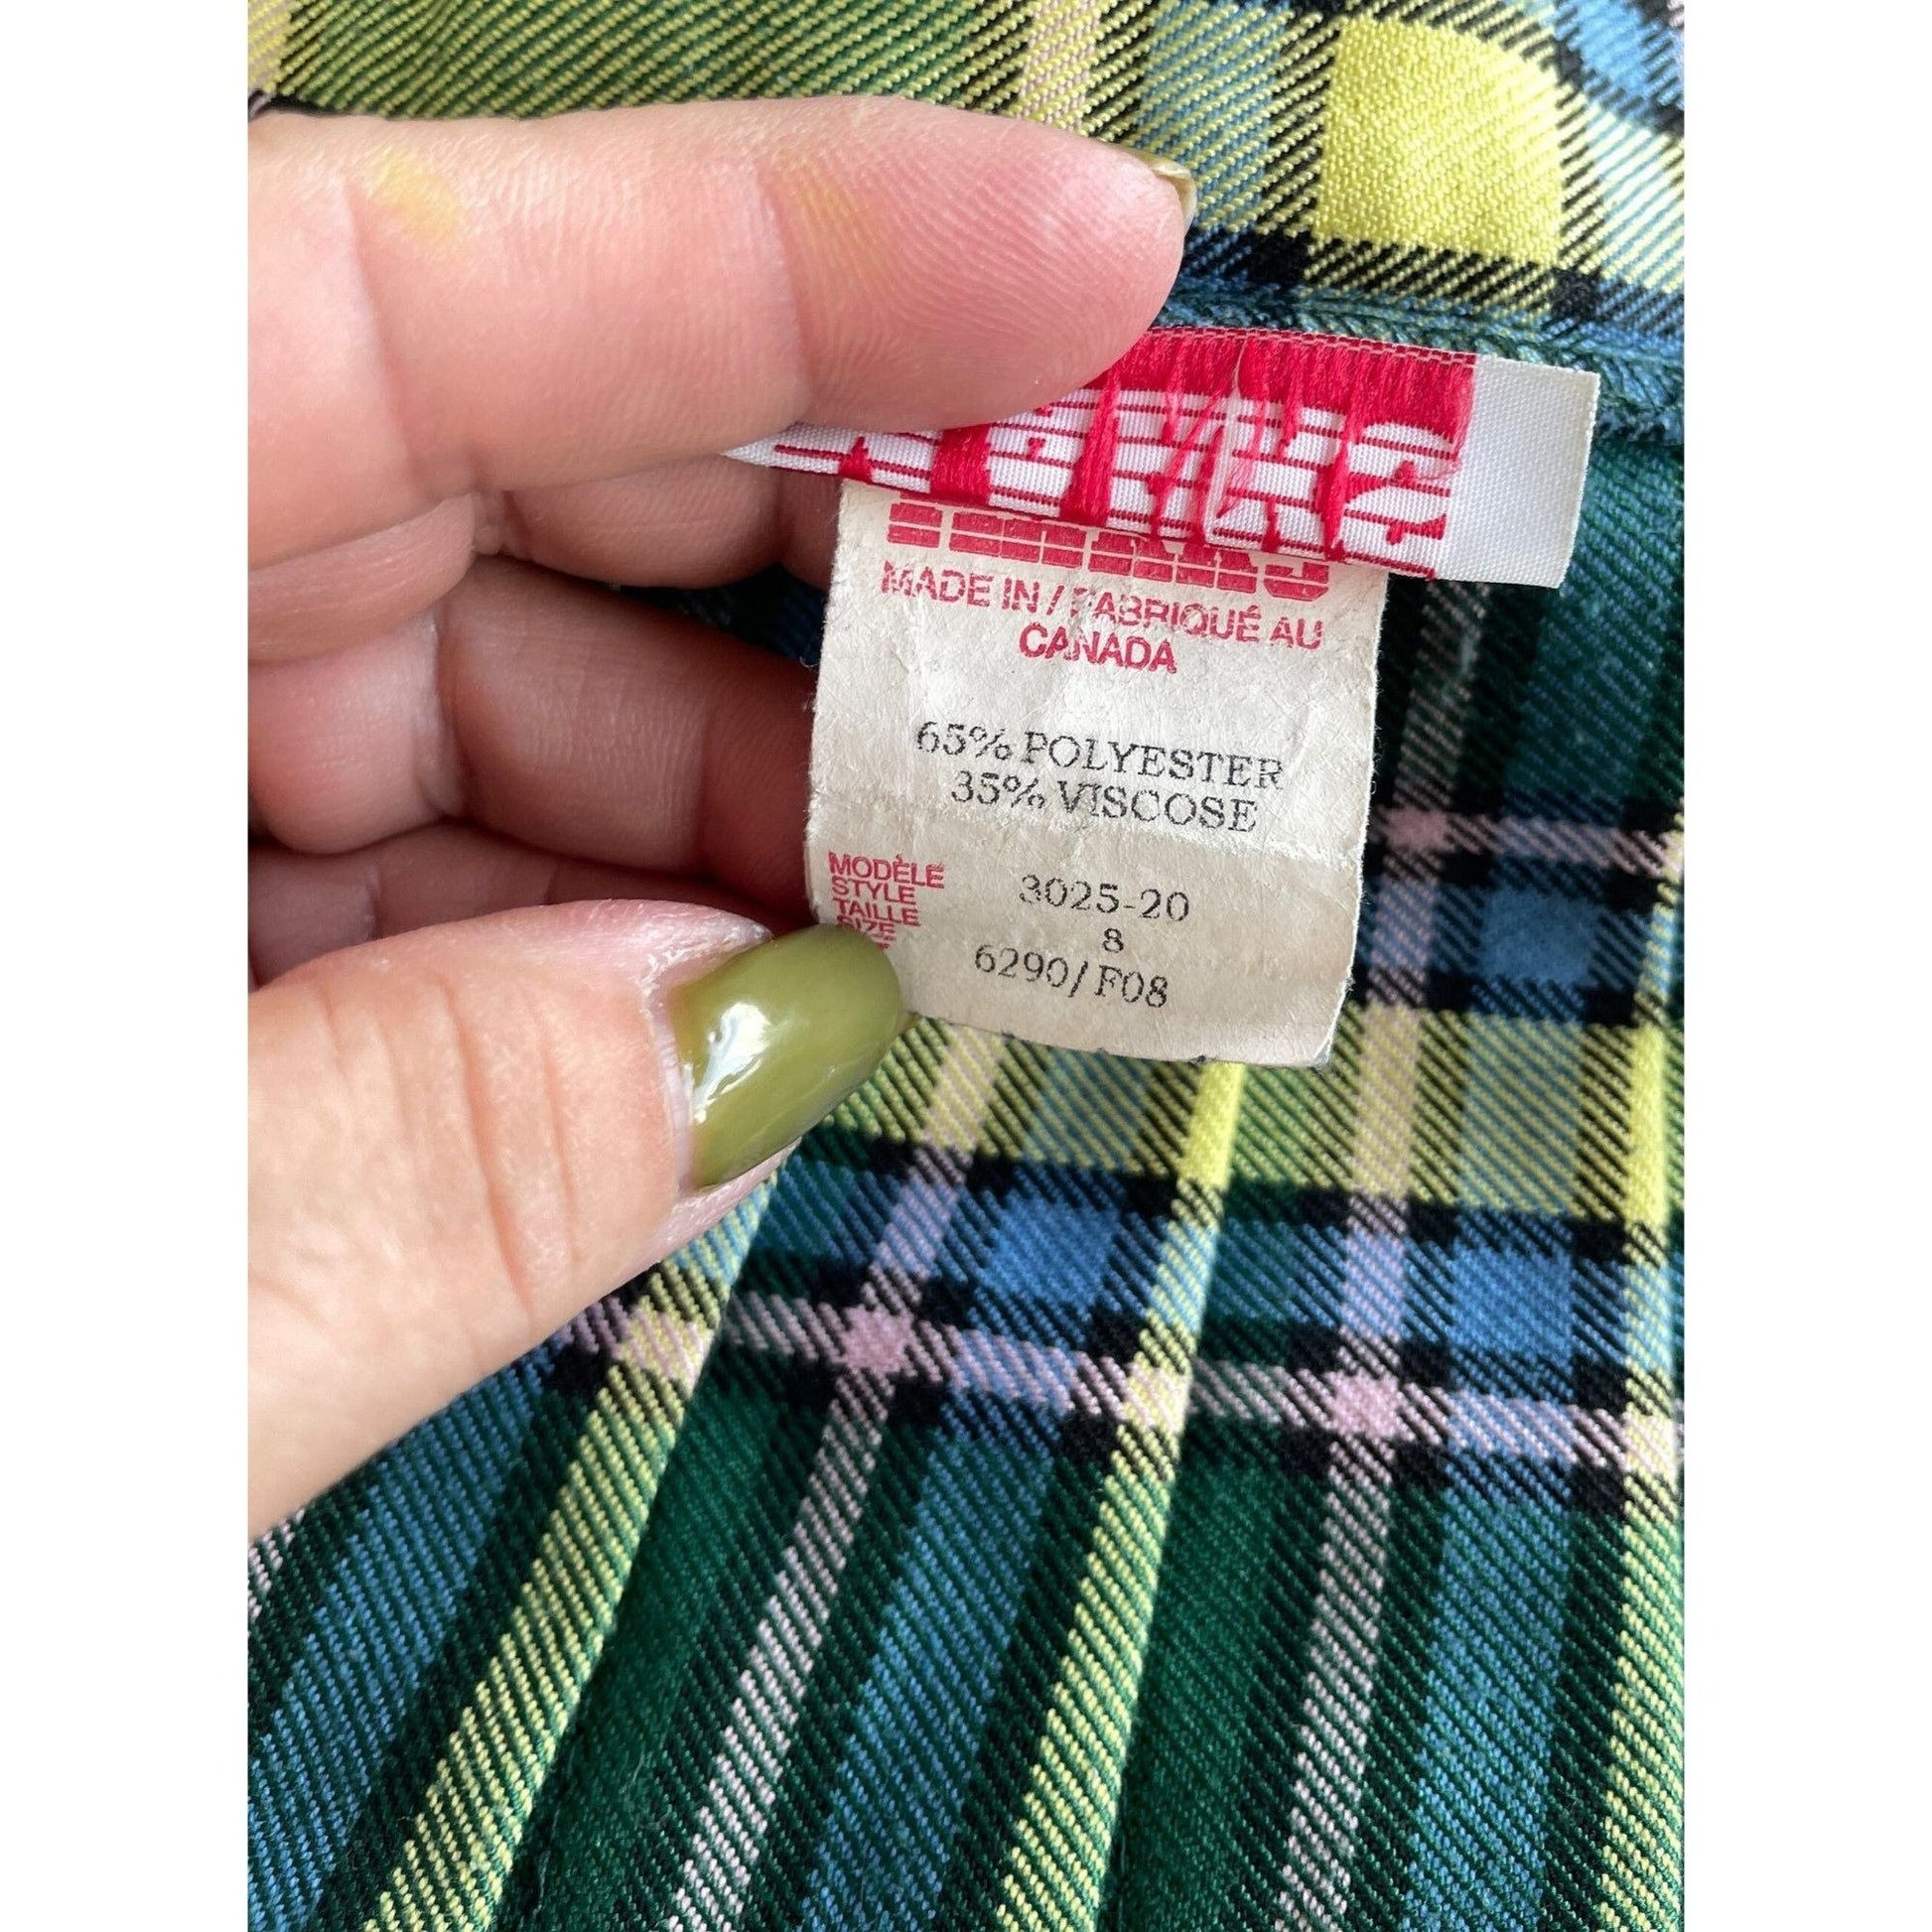 MADE IN / FABRIQUÉ AU
CANADA
65% POLYESTER
35% VISCOSE
MODÈLE
STYLE
TAILLE
SIZE
3025-20
8
6290/F08